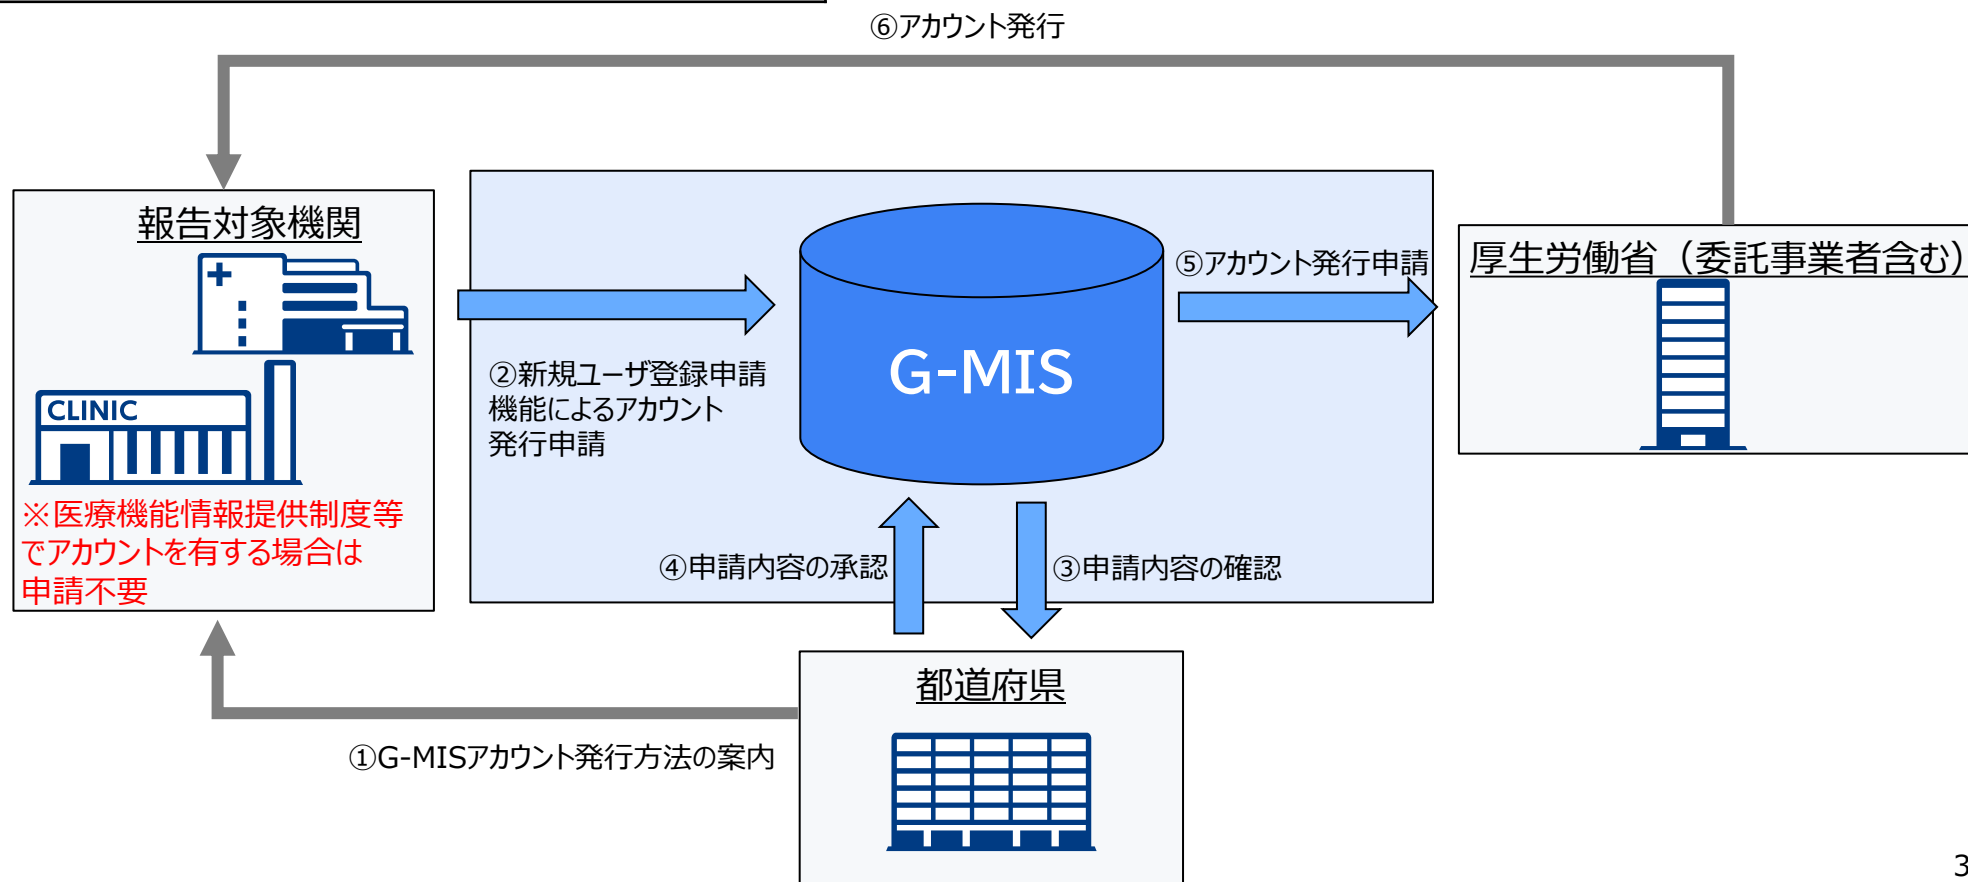 ⑥アカウント発行
報告対象機関
CLINIC
※医療機能情報提供制度等
でアカウントを有する場合は
申請不要
②新規ユーザ登録申請
機能によるアカウント
発行申請
G-MIS
⑤アカウント発行申請
厚生労働省（委託事業者含む）
④申請内容の承認
③申請内容の確認
都道府県
①G-MISアカウント発行方法の案内
3